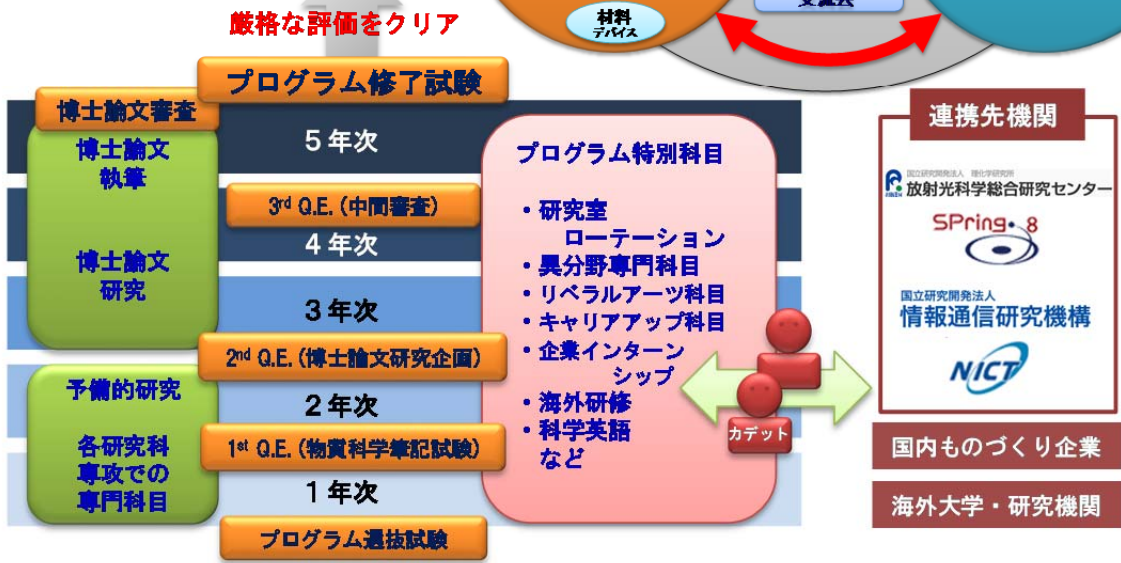 厳格な評価をクリア
材料
デバイス
交流会
プログラム修了試験
博士論文審査
博士論文
執筆
博士論文
研究
5年次
3rd Q.E. (中間審査)
4年次
3年次
2nd Q.E. (博士論文研究企画)
予備的研究
各研究科
専攻での
専門科目
2年次
1st Q.E. (物質科学筆記試験)
1年次
プログラム選抜試験
プログラム特別科目
・研究室
ローテーション
・異分野専門科目
・リベラルアーツ科目
・キャリアアップ科目
・企業インターン
シップ
・海外研修
・科学英語
など
カデット
連携先機関
国立研究開発法人 理化学研究所
放射光科学総合研究センター
SPring-8
国立研究開発法人
情報通信研究機構
NICT
国内ものづくり企業
海外大学・研究機関